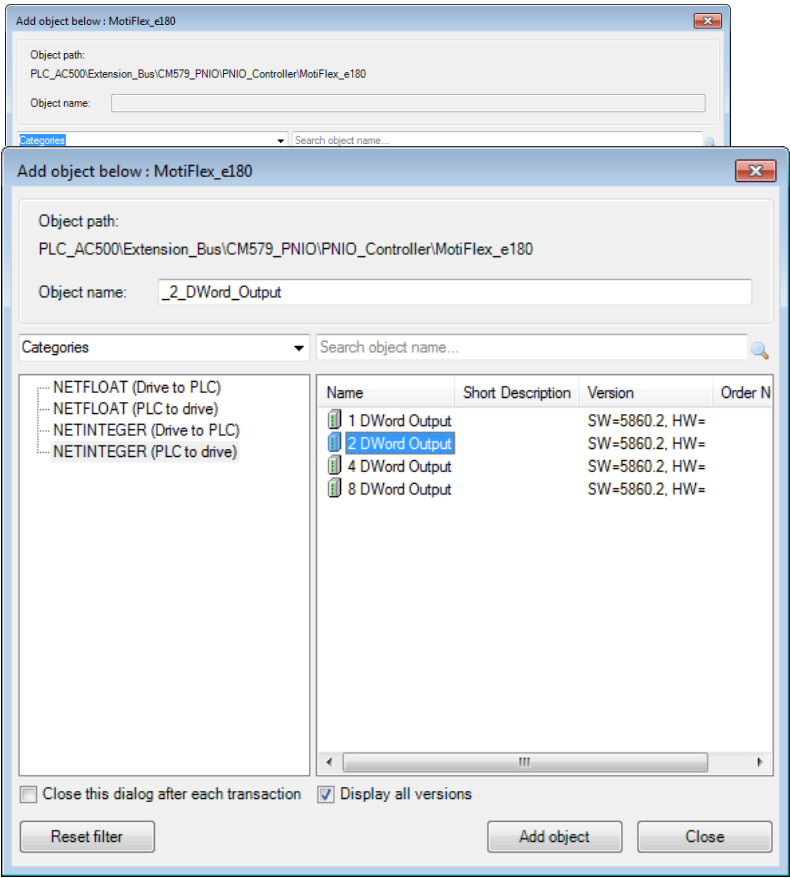 Add object below : MotiFlex_e180
Object path:
PLC_AC500\Extension_Bus\CM579_PNIO\PNIO_Controller\MotiFlex_e180
Object name:
Categories
Search object name...
Add object below : MotiFlex_e180
Object path:
PLC_AC500\Extension_Bus\CM579_PNIO\PNIO_Controller\MotiFlex_e180
Object name: _2_DWord_Output
Categories
Search object name...
NETFLOAT (Drive to PLC)
NETFLOAT (PLC to drive)
NETINTEGER (Drive to PLC)
NETINTEGER (PLC to drive)
Name Short Description Version Order N
1 DWord Output SW=5860.2, HW=
2 DWord Output SW=5860.2, HW=
4 DWord Output SW=5860.2, HW=
8 DWord Output SW=5860.2, HW=
Close this dialog after each transaction
Display all versions
Reset filter
Add object
Close